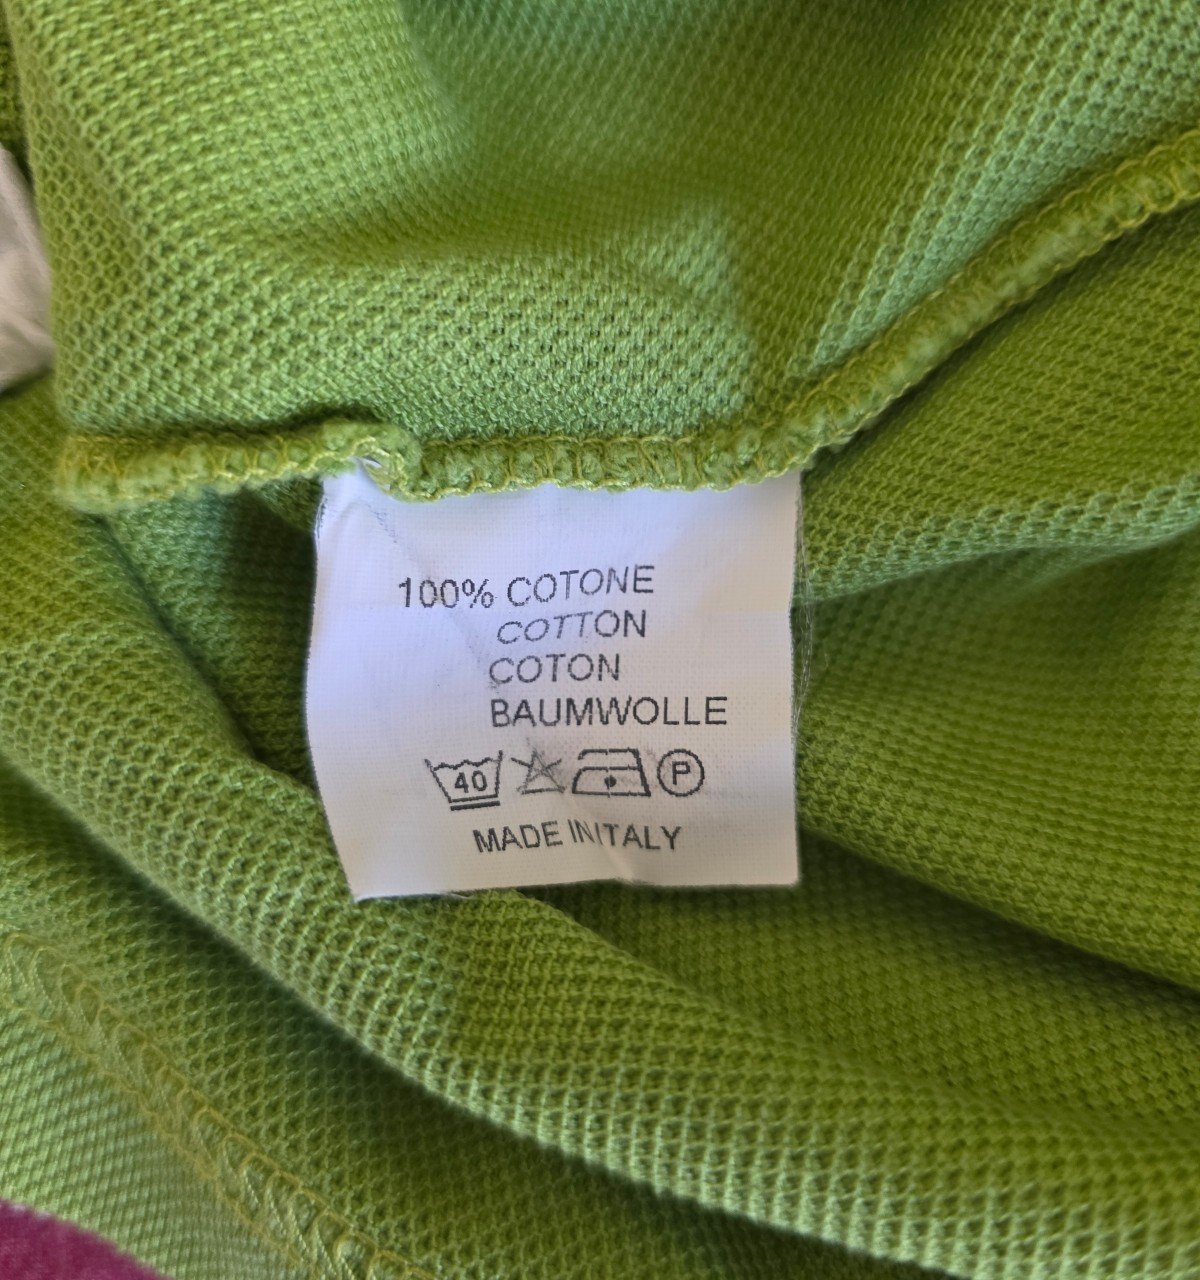 100% COTONE
COTTON
COTON
BAUMWOLLE
40 P
MADE IN ITALY